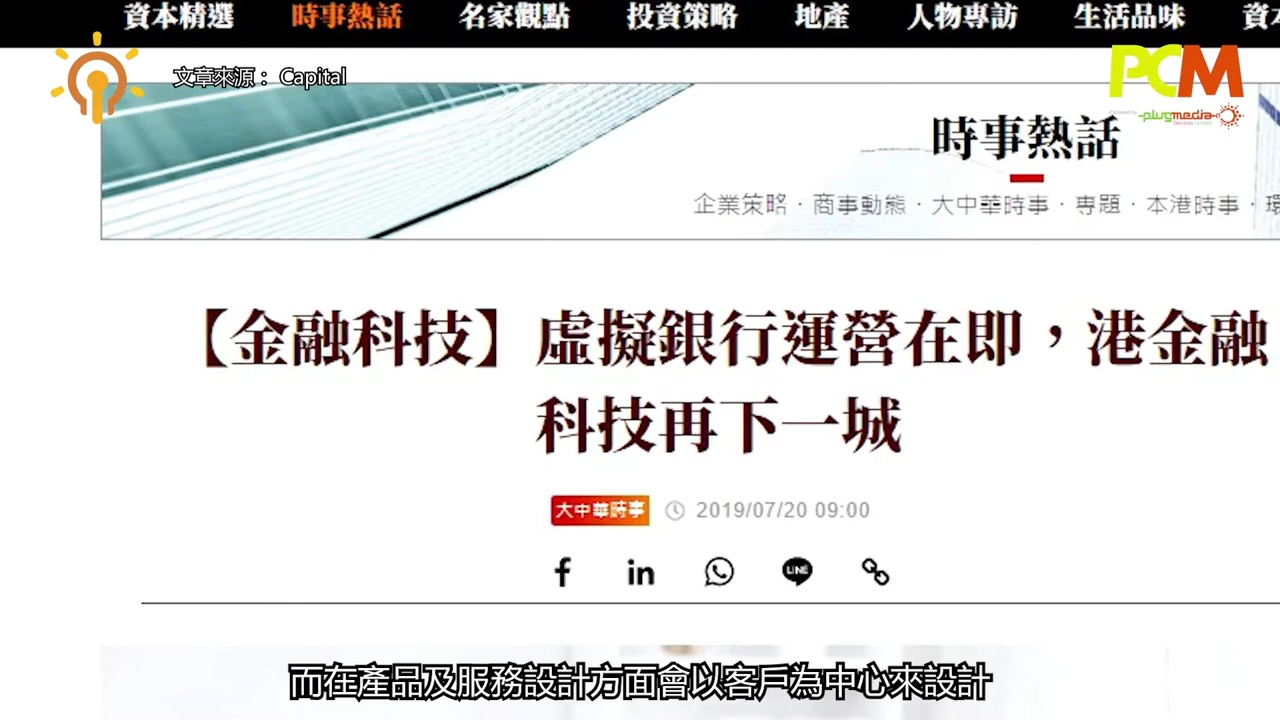 資本精選 時事熱話 名家觀點 投資策略 地產 人物專訪 生活品味 資本
文章來源： Capital
PCM
plugmedia
時事熱話
企業策略．商事動態．大中華時事．專題．本港時事．環
【金融科技】虛擬銀行運營在即，港金融
科技再下一城
大中華時事 2019/07/20 09:00
LINE
而在產品及服務設計方面會以客戶為中心來設計